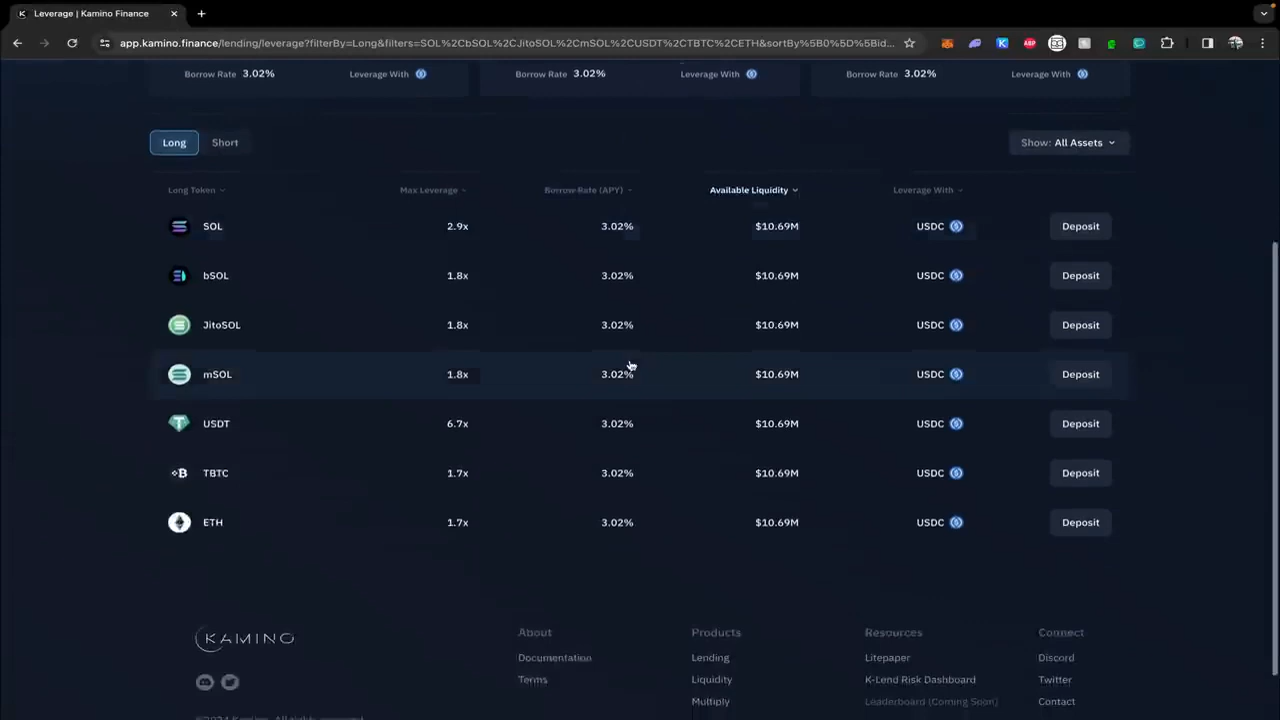 Leverage | Kamino Finance
app.kamino.finance/lending/leverage?filterBy=Long&filters=SOL%2CbSOL%2CJitoSOL%2CmSOL%2CUSDT%2CTBTC%2CETH&sortBy%5B0%5D%5Bid...
Borrow Rate 3.02% Leverage With Borrow Rate 3.02% Leverage With Borrow Rate 3.02% Leverage With
Long Short Show: All Assets
Long Token Max Leverage Borrow Rate (APY) Available Liquidity Leverage With
SOL 2.9x 3.02% $10.69M USDC Deposit
bSOL 1.8x 3.02% $10.69M USDC Deposit
JitoSOL 1.8x 3.02% $10.69M USDC Deposit
mSOL 1.8x 3.02% $10.69M USDC Deposit
USDT 6.7x 3.02% $10.69M USDC Deposit
TBTC 1.7x 3.02% $10.69M USDC Deposit
ETH 1.7x 3.02% $10.69M USDC Deposit
KAMINO
About Products Resources Connect
Documentation Lending Litepaper Discord
Terms Liquidity K-Lend Risk Dashboard Twitter
Multiply Leaderboard (Coming Soon) Contact